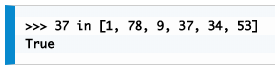 >>> 37 in [1, 78, 9, 37, 34, 53]
True